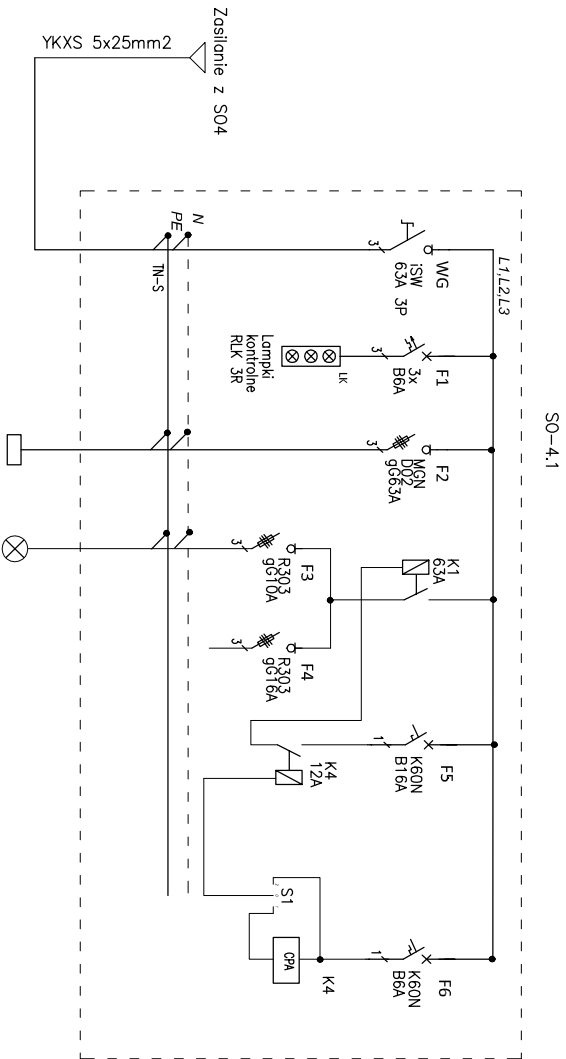 SO-4.1
Zasilanie z SO4
YKXS 5x25mm2
L1,L2,L3
N
PE
TN-S
WG
iSW
63A 3P
F1
3x
B6A
3
3
LK
Lampki
kontrolne
RLK 3R
F2
MGN
D02
gG63A
3
K1
63A
F3
R303
gG10A
3
F4
R303
gG16A
3
F5
K60N
B16A
1
K4
12A
F6
K60N
B6A
1
K4
CPA
S1